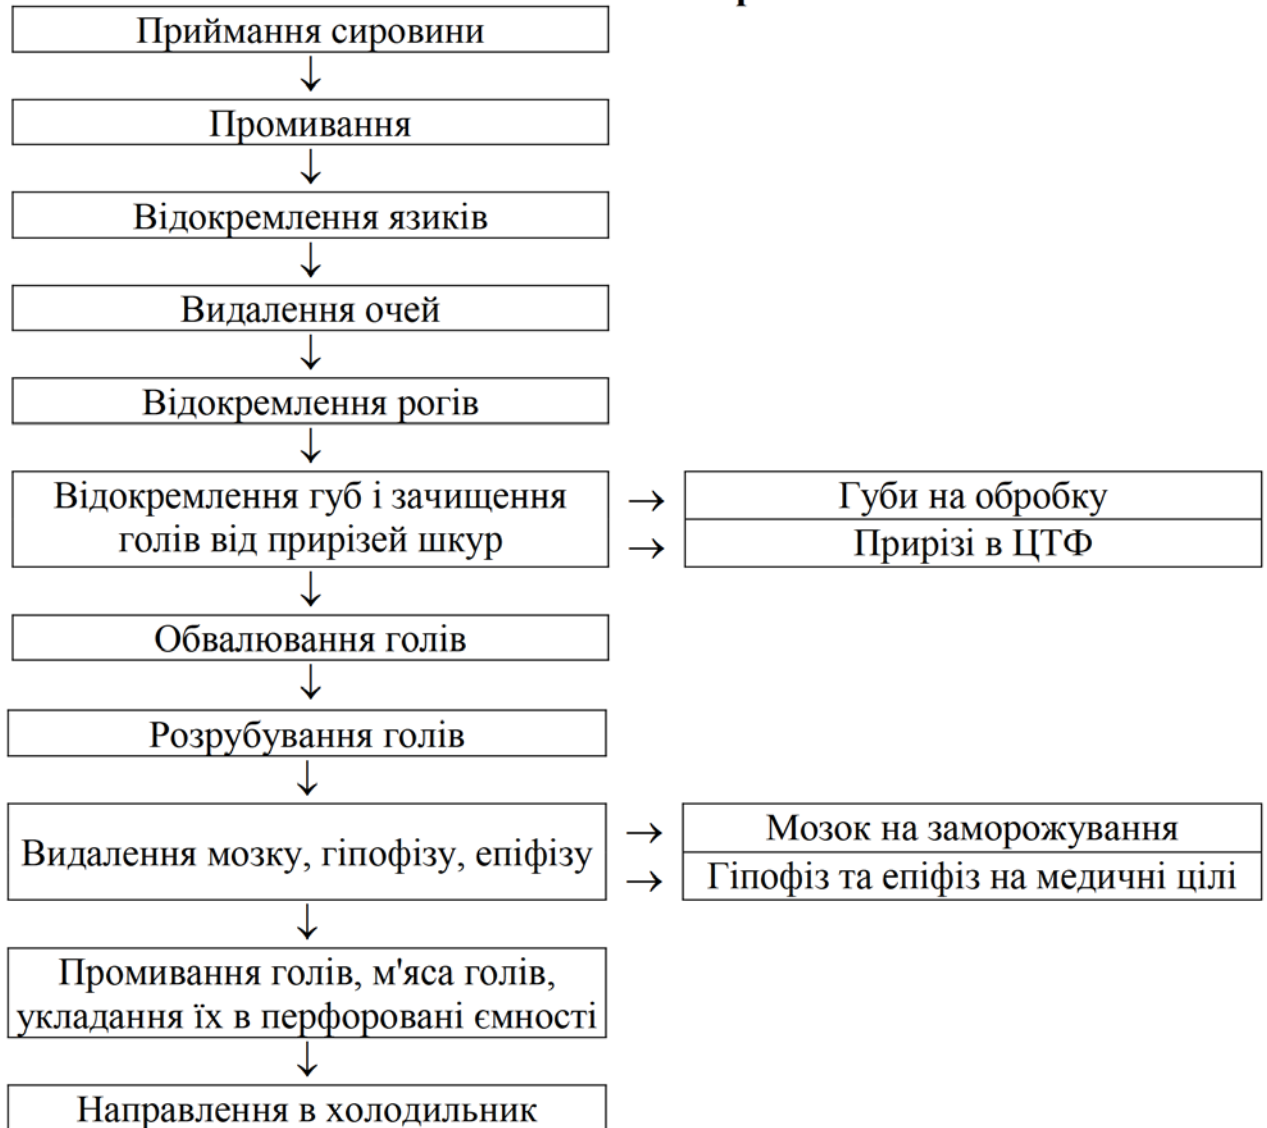 Приймання сировини
Промивання
Відокремлення язиків
Видалення очей
Відокремлення рогів
Відокремлення губ і зачищення
голів від прирізей шкур
Губи на обробку
Прирізі в ЦТФ
Обвалювання голів
Розрубування голів
Видалення мозку, гіпофізу, епіфізу
Мозок на заморожування
Гіпофіз та епіфіз на медичні цілі
Промивання голів, м'яса голів,
укладання їх в перфоровані ємності
Направлення в холодильник